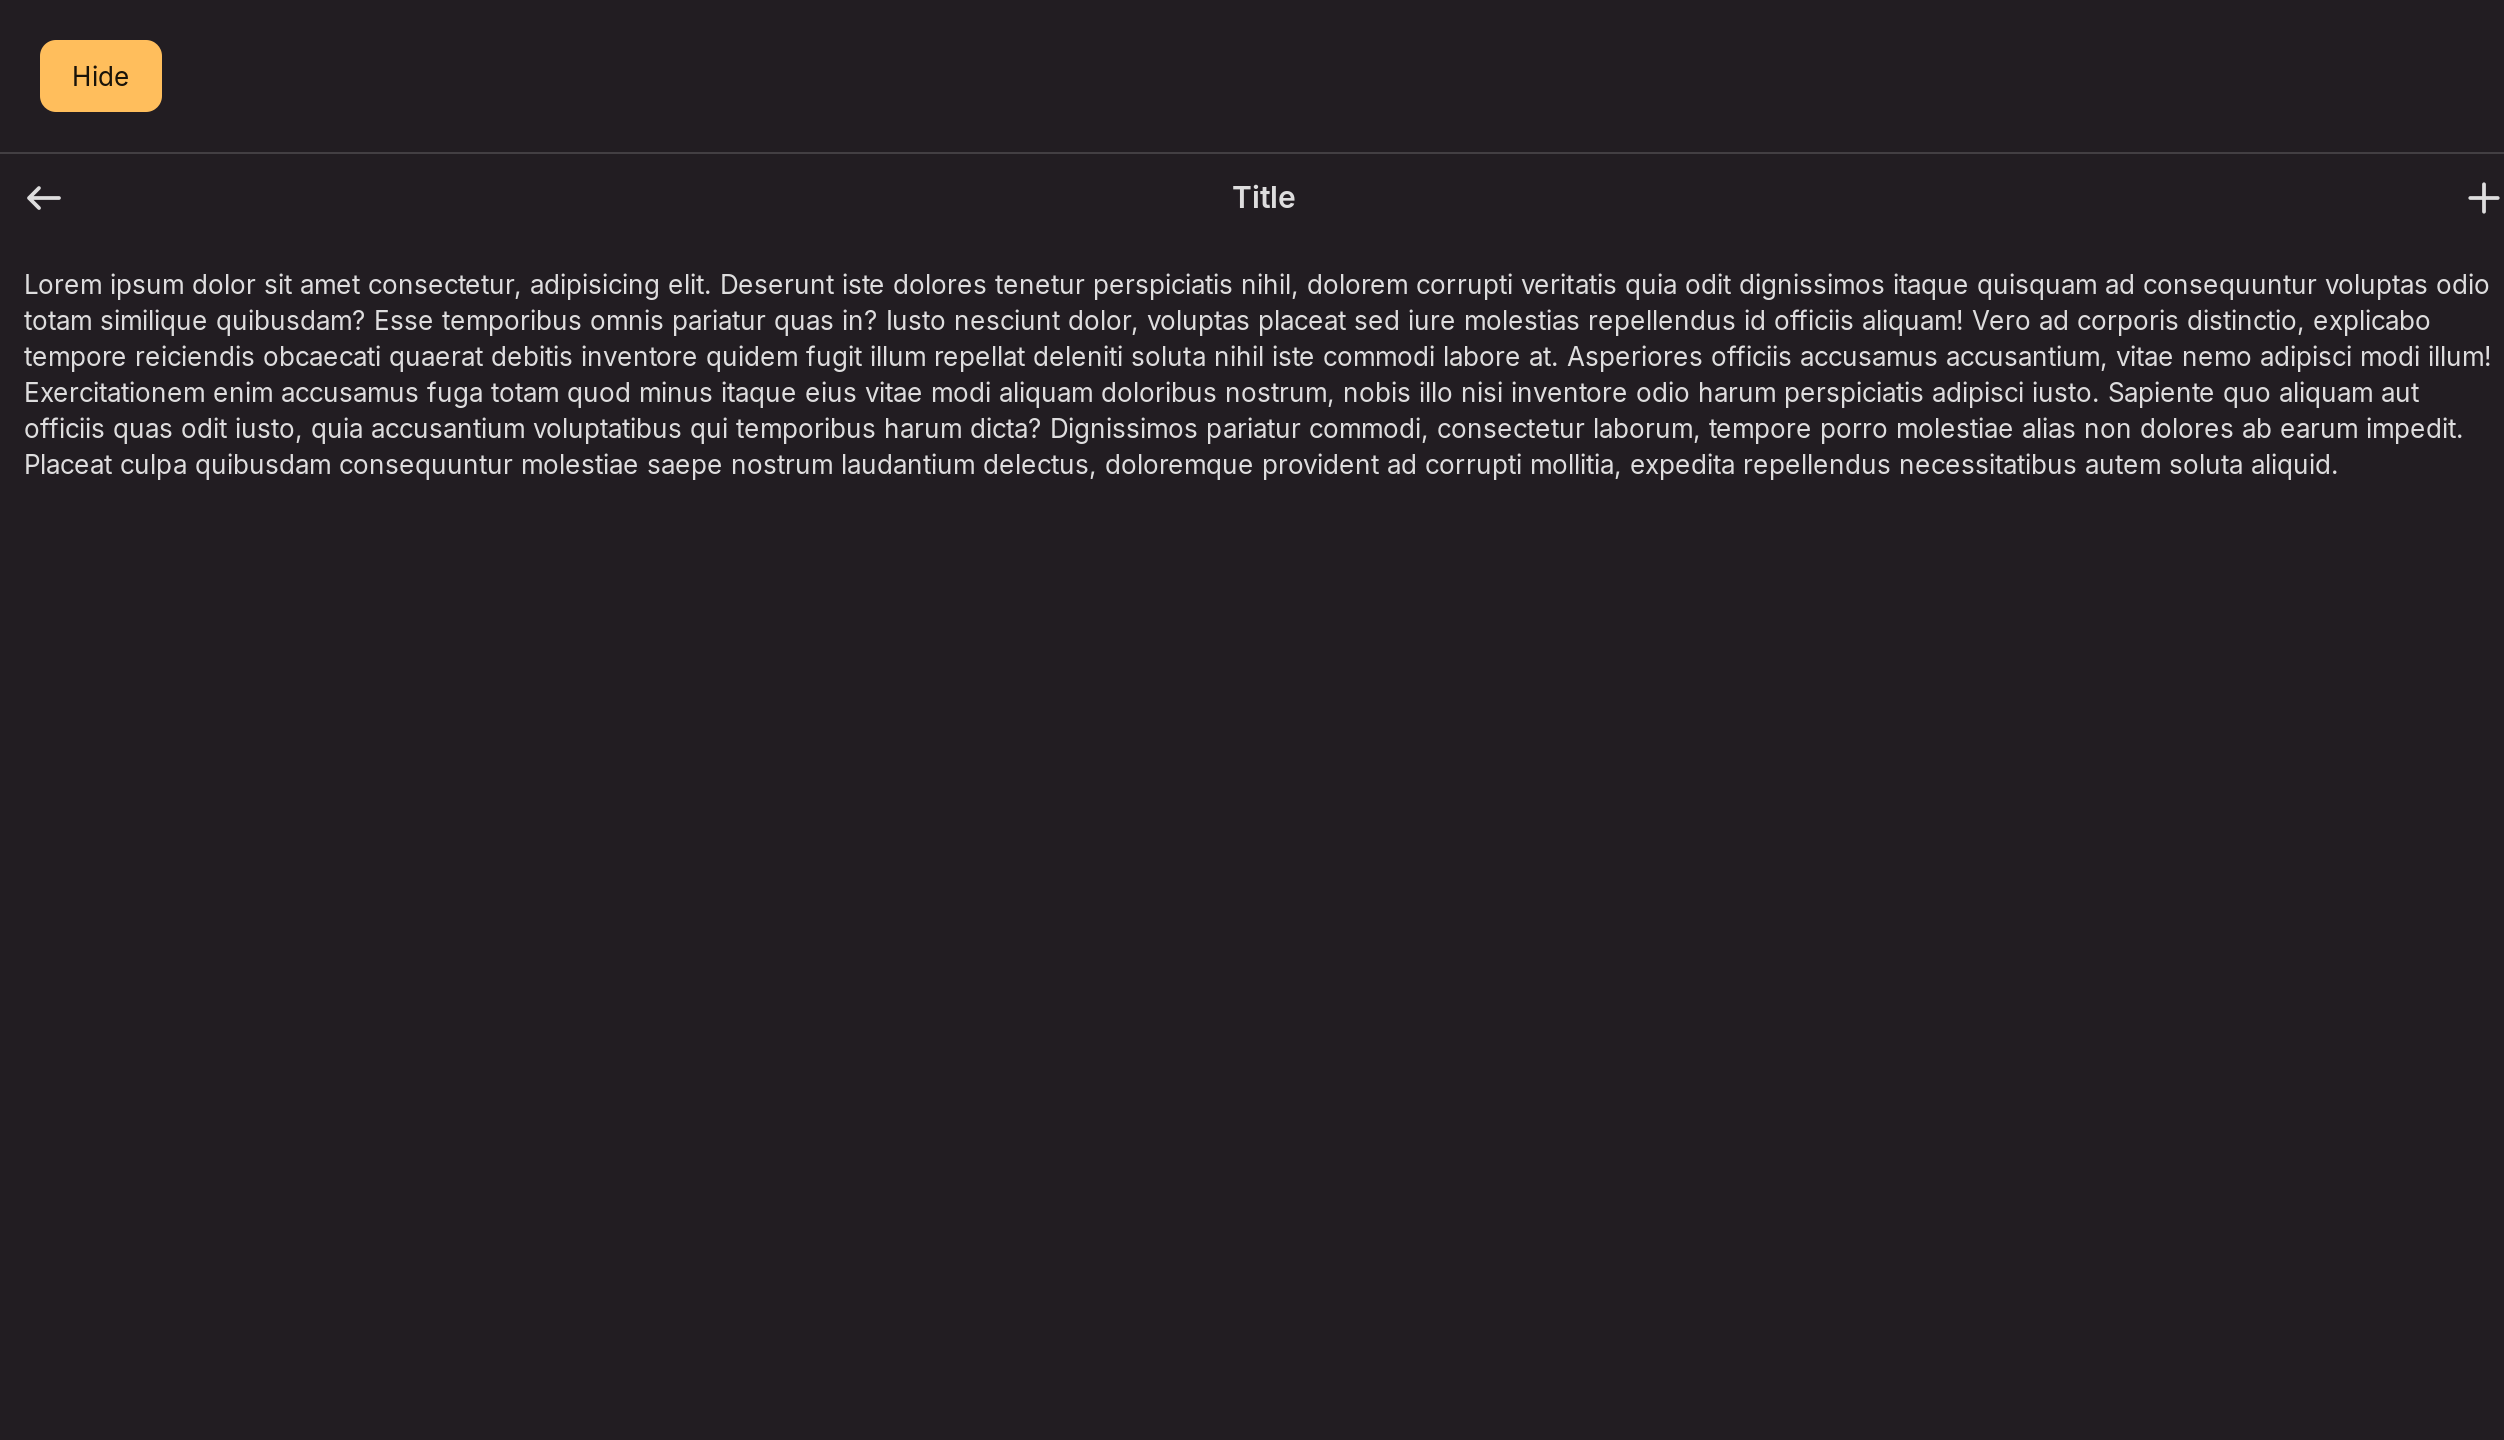 Hide
Title
Lorem ipsum dolor sit amet consectetur, adipisicing elit. Deserunt iste dolores tenetur perspiciatis nihil, dolorem corrupti veritatis quia odit dignissimos itaque quisquam ad consequuntur voluptas odio
totam similique quibusdam? Esse temporibus omnis pariatur quas in? Iusto nesciunt dolor, voluptas placeat sed iure molestias repellendus id officiis aliquam! Vero ad corporis distinctio, explicabo
tempore reiciendis obcaecati quaerat debitis inventore quidem fugit illum repellat deleniti soluta nihil iste commodi labore at. Asperiores officiis accusamus accusantium, vitae nemo adipisci modi illum!
Exercitationem enim accusamus fuga totam quod minus itaque eius vitae modi aliquam doloribus nostrum, nobis illo nisi inventore odio harum perspiciatis adipisci iusto. Sapiente quo aliquam aut
officiis quas odit iusto, quia accusantium voluptatibus qui temporibus harum dicta? Dignissimos pariatur commodi, consectetur laborum, tempore porro molestiae alias non dolores ab earum impedit.
Placeat culpa quibusdam consequuntur molestiae saepe nostrum laudantium delectus, doloremque provident ad corrupti mollitia, expedita repellendus necessitatibus autem soluta aliquid.